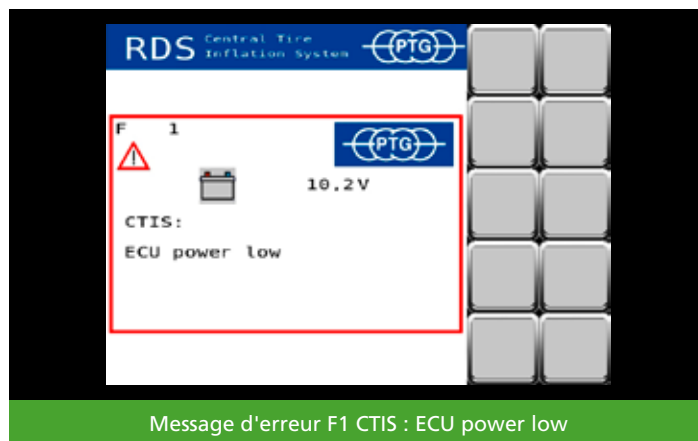 RDS Central Tire
Inflation System
PTG
F 1
PTG
10.2V
CTIS:
ECU power low
Message d'erreur F1 CTIS : ECU power low